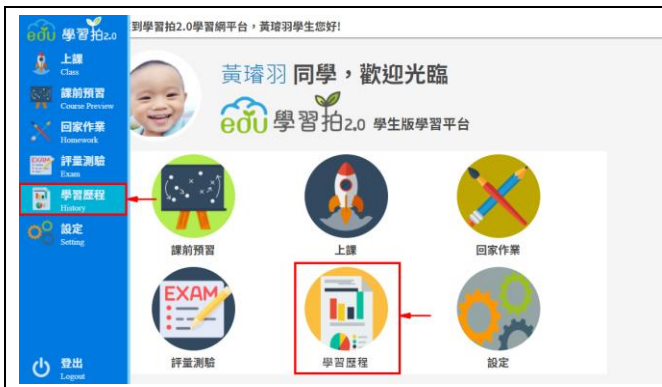 edu 學習拍2.0
到學習拍2.0學習網平台，黃璿羽學生您好!
上課
Class
課前預習
Course Preview
回家作業
Homework
EXAM
評量測驗
Exam
學習歷程
History
設定
Setting
登出
Logout
黃璿羽 同學，歡迎光臨
edu 學習拍2.0 學生版學習平台
課前預習
上課
回家作業
EXAM
評量測驗
學習歷程
設定